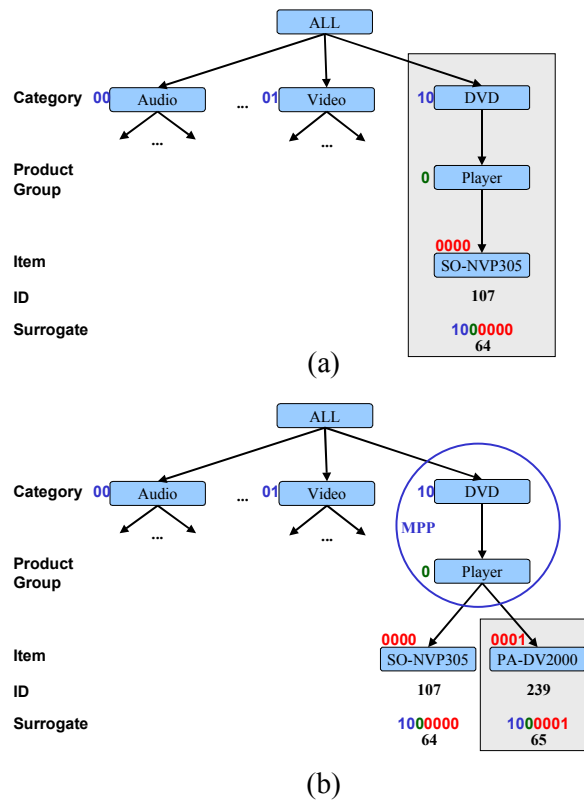 ALL
Category 00 Audio ... 01 Video 10 DVD
... ...
Product
Group
0 Player
0000
Item SO-NVP305
ID 107
Surrogate 1000000
64
(a)
ALL
Category 00 Audio ... 01 Video 10 DVD
... ...
MPP
Product
Group
0 Player
0000 0001
Item SO-NVP305 PA-DV2000
ID 107 239
Surrogate 1000000 1000001
64 65
(b)